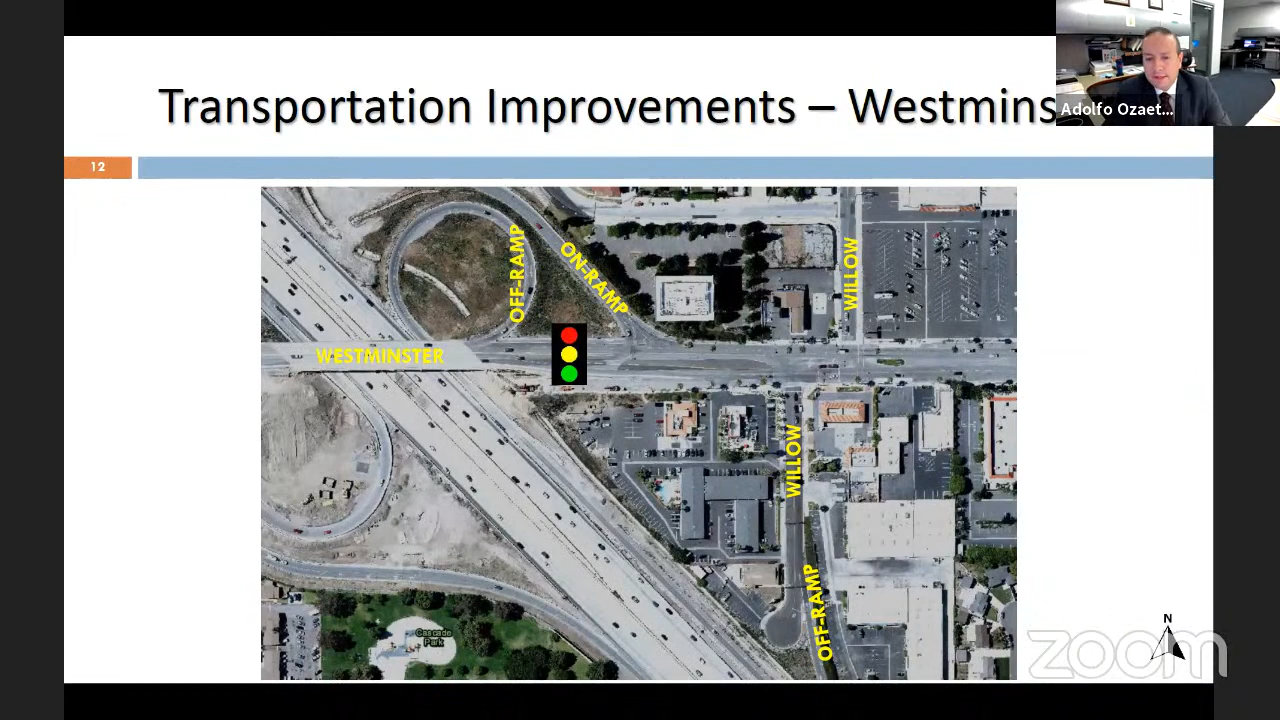 Transportation Improvements – Westmins
Adolfo Ozaet...
12
OFF-RAMP
ON-RAMP
WILLOW
WESTMINSTER
WILLOW
OFF-RAMP
Cascade
Park
N
zoom